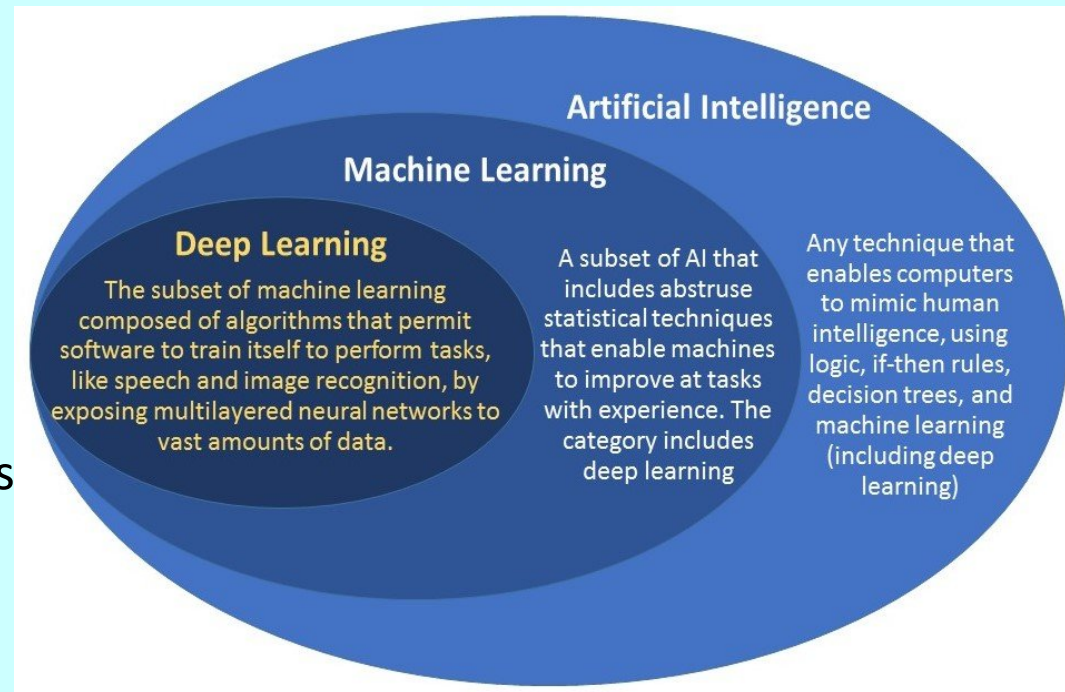 Artificial Intelligence
Machine Learning
Deep Learning
The subset of machine learning
composed of algorithms that permit
software to train itself to perform tasks,
like speech and image recognition, by
exposing multilayered neural networks to
vast amounts of data.
A subset of AI that
includes abstruse
statistical techniques
that enable machines
to improve at tasks
with experience. The
category includes
deep learning
Any technique that
enables computers
to mimic human
intelligence, using
logic, if-then rules,
decision trees, and
machine learning
(including deep
learning)
s